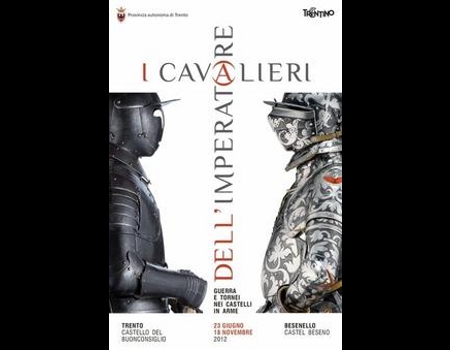 Provincia autonoma di Trento
TRENTINO
I CAVALIERI
DELL'IMPERATORE
GUERRA
E TORNEI
NEI CASTELLI
IN ARME
TRENTO
CASTELLO DEL
BUONCONSIGLIO
23 GIUGNO
18 NOVEMBRE
2012
BESENELLO
CASTEL BESENO